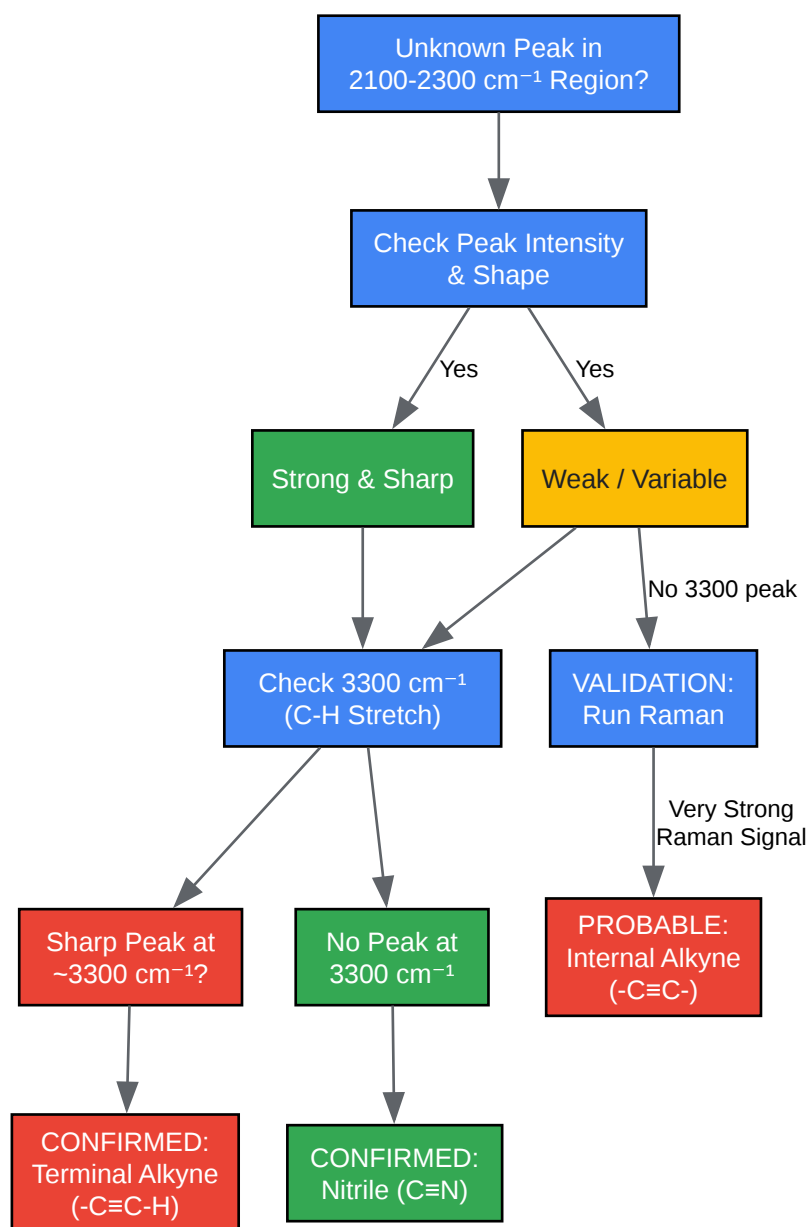 Unknown Peak in
2100-2300 cm⁻¹ Region?
Check Peak Intensity
& Shape
Yes
Yes
Strong & Sharp
Weak / Variable
No 3300 peak
Check 3300 cm⁻¹
(C-H Stretch)
VALIDATION:
Run Raman
Very Strong
Raman Signal
Sharp Peak at
~3300 cm⁻¹?
No Peak at
3300 cm⁻¹
PROBABLE:
Internal Alkyne
(-C≡C-)
CONFIRMED:
Terminal Alkyne
(-C≡C-H)
CONFIRMED:
Nitrile (C≡N)